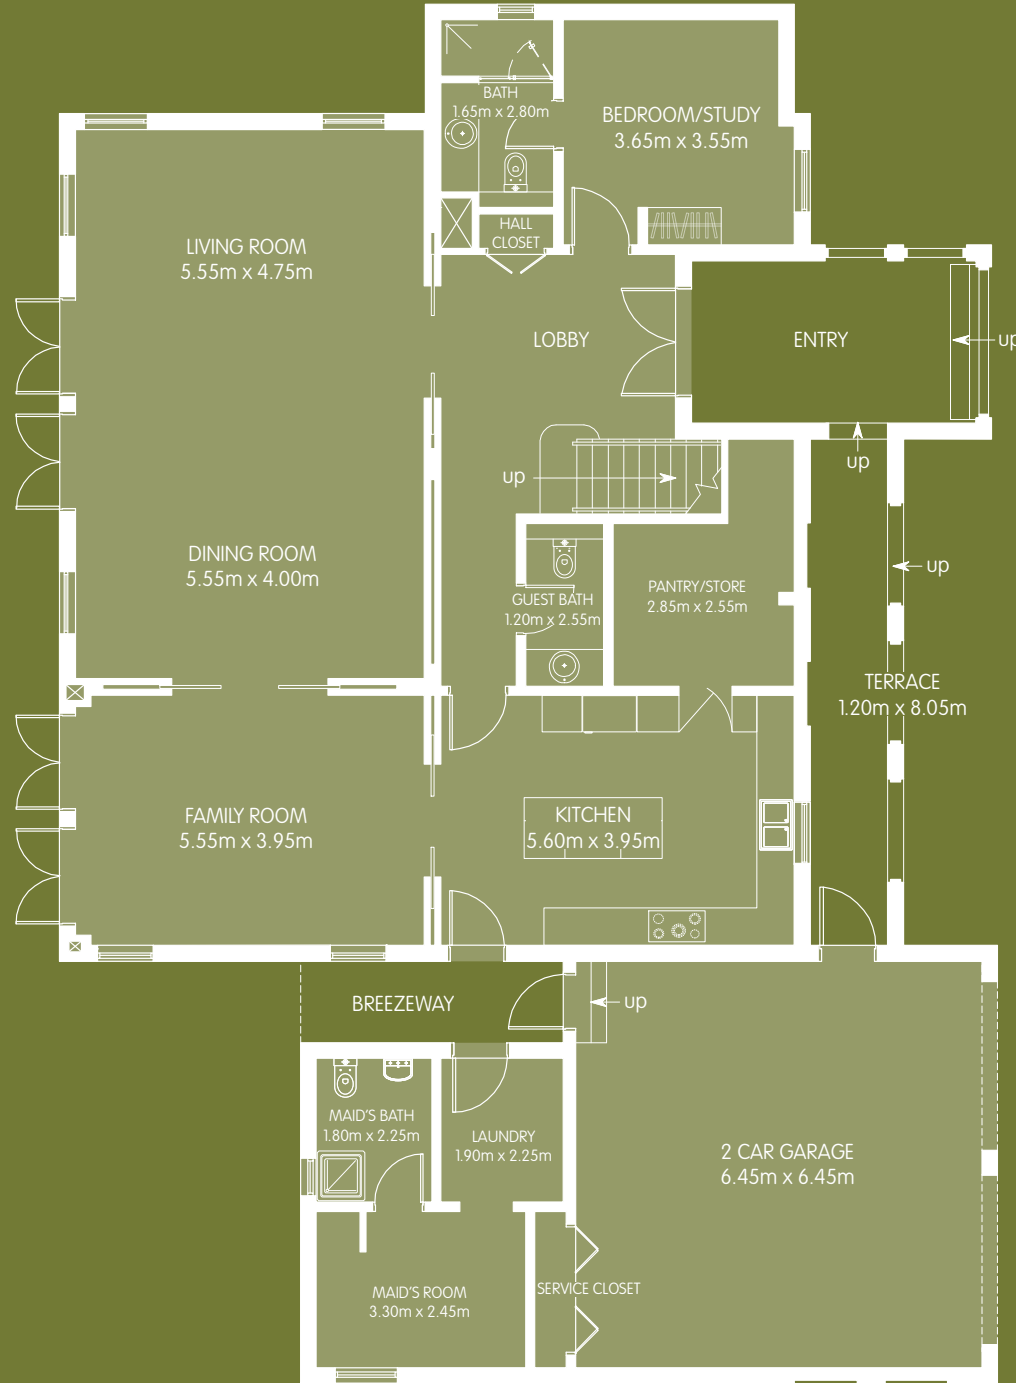 BATH
1.65m x 2.80m
BEDROOM/STUDY
3.65m x 3.55m
HALL
CLOSET
LIVING ROOM
5.55m x 4.75m
LOBBY
ENTRY
up
up
up
DINING ROOM
5.55m x 4.00m
GUEST BATH
1.20m x 2.55m
PANTRY/STORE
2.85m x 2.55m
up
TERRACE
1.20m x 8.05m
FAMILY ROOM
5.55m x 3.95m
KITCHEN
5.60m x 3.95m
BREEZEWAY
up
MAID'S BATH
1.80m x 2.25m
LAUNDRY
1.90m x 2.25m
2 CAR GARAGE
6.45m x 6.45m
MAID'S ROOM
3.30m x 2.45m
SERVICE CLOSET